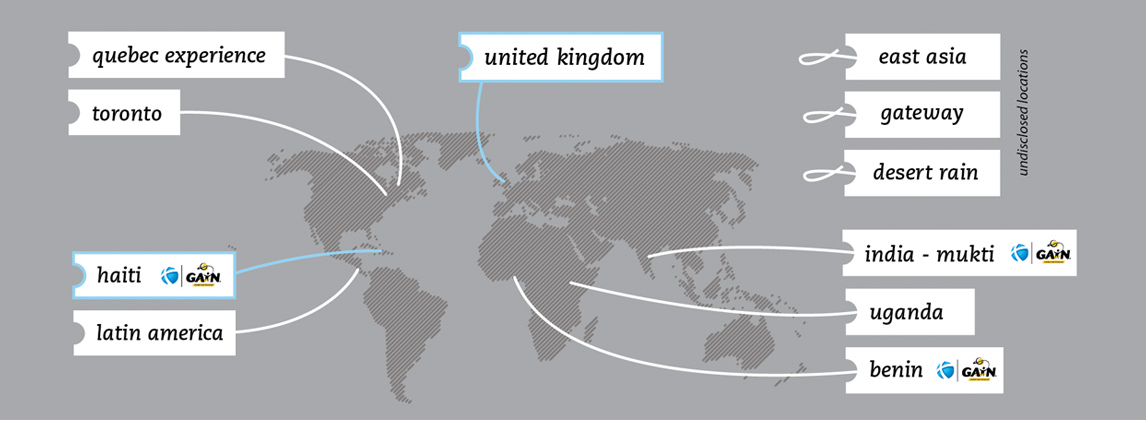 quebec experience
toronto
united kingdom
east asia
gateway
desert rain
undisclosed locations
haiti GAiN
latin america
india - mukti GAiN
uganda
benin GAiN